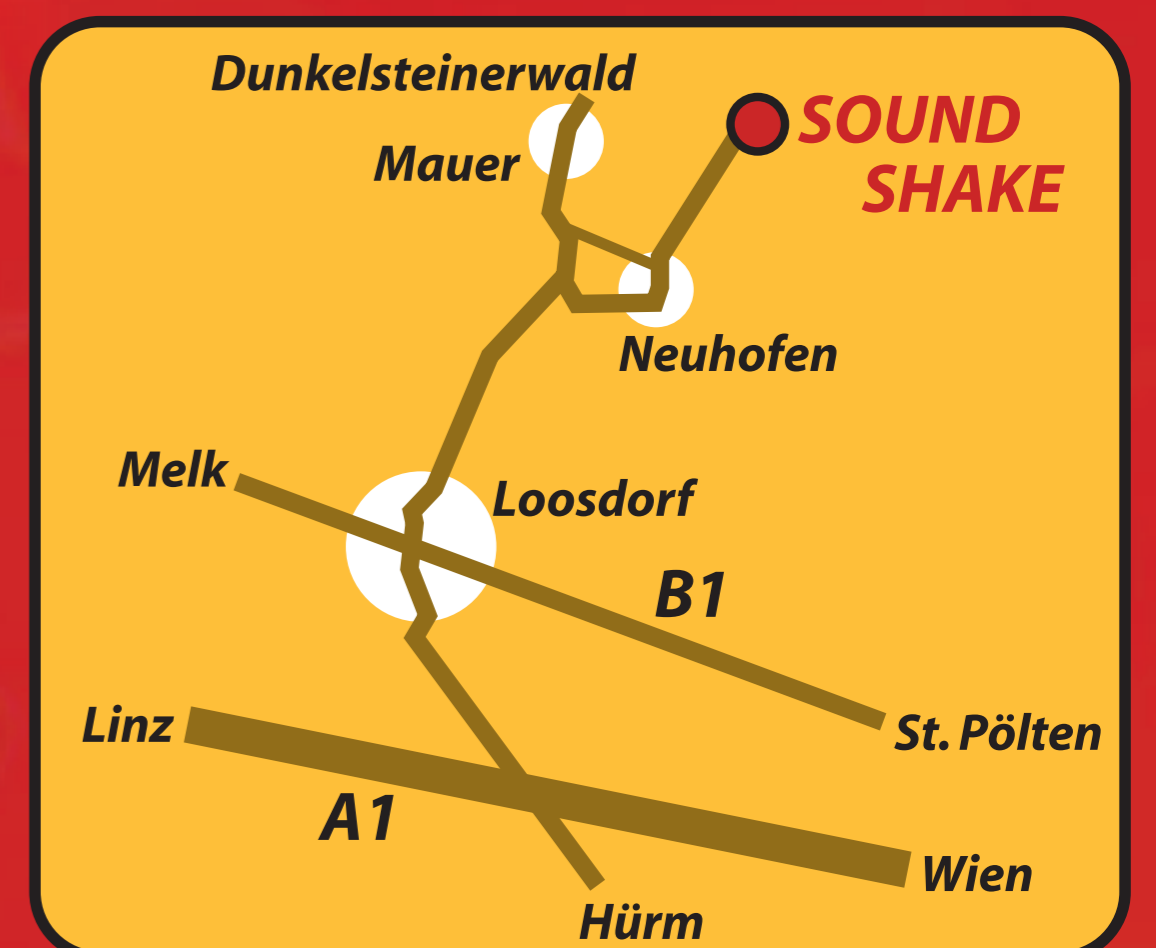 Dunkelsteinerwald
SOUND
SHAKE
Mauer
Neuhofen
Melk
Loosdorf
B1
Linz
St. Pölten
A1
Wien
Hürm